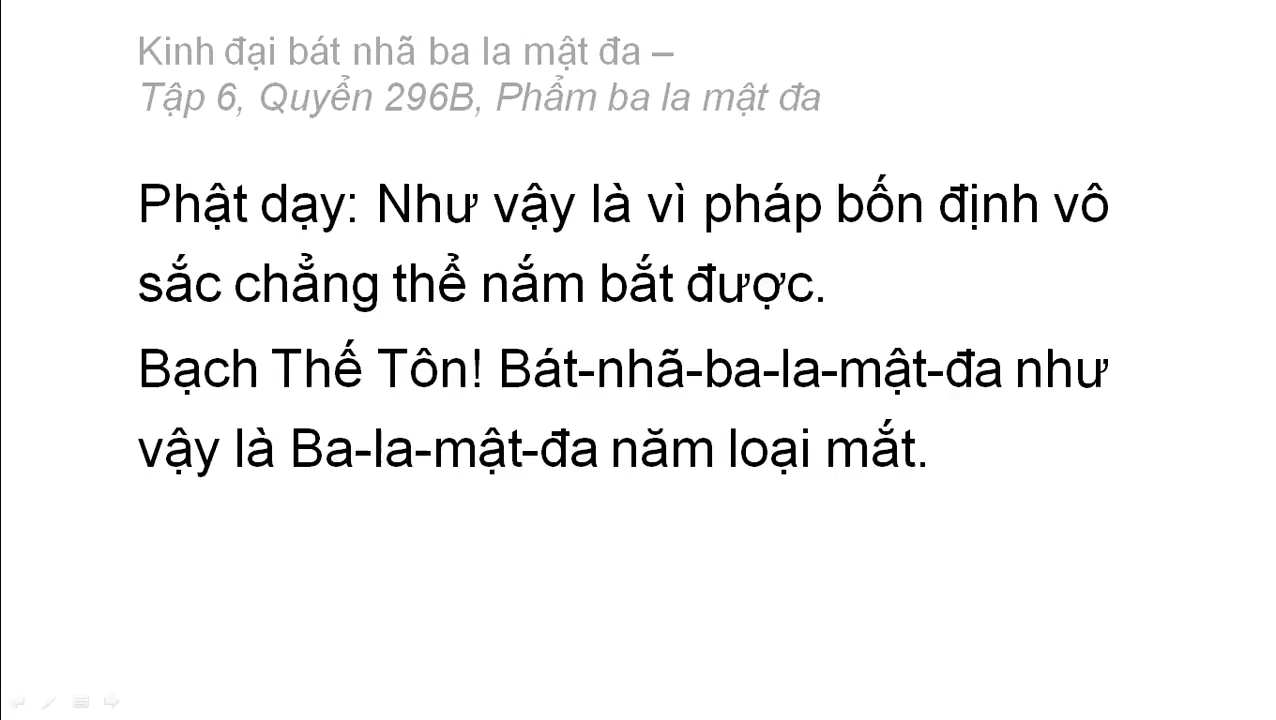 Kinh đại bát nhã ba la mật đa –
Tập 6, Quyển 296B, Phẩm ba la mật đa
Phật dạy: Như vậy là vì pháp bốn định vô
sắc chẳng thể nắm bắt được.
Bạch Thế Tôn! Bát-nhã-ba-la-mật-đa như
vậy là Ba-la-mật-đa năm loại mắt.